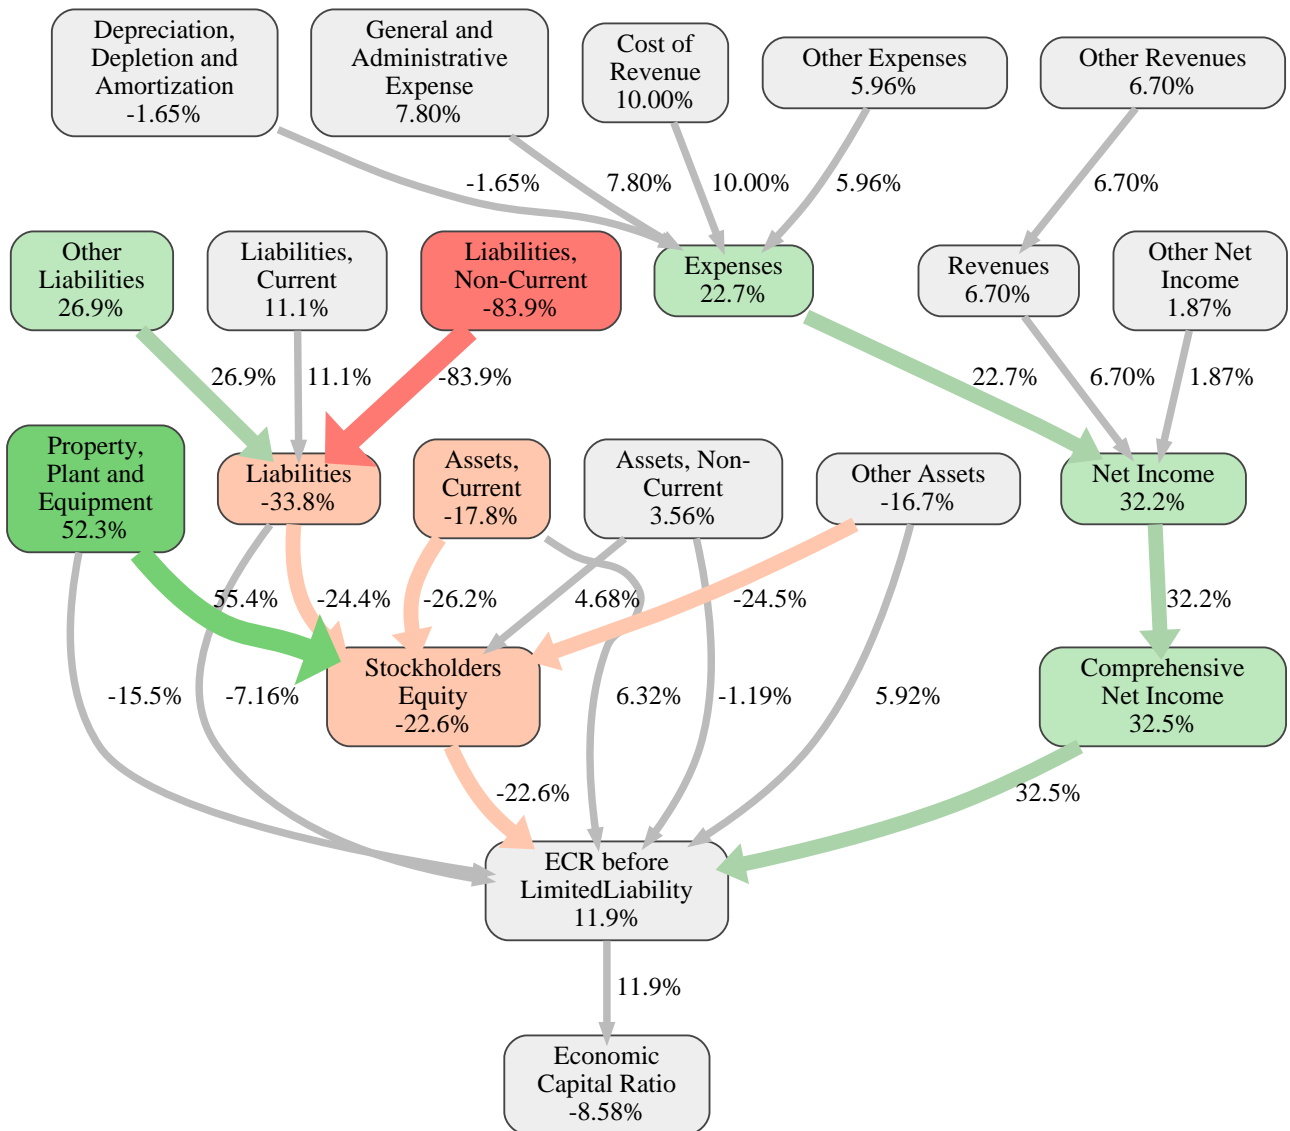 Depreciation,
Depletion and
Amortization
-1.65%
General and
Administrative
Expense
7.80%
Cost of
Revenue
10.00%
Other Expenses
5.96%
Other Revenues
6.70%
-1.65%
7.80%
10.00%
5.96%
6.70%
Other
Liabilities
26.9%
Liabilities,
Current
11.1%
Liabilities,
Non-Current
-83.9%
Expenses
22.7%
Revenues
6.70%
Other Net
Income
1.87%
26.9%
11.1%
-83.9%
22.7%
6.70%
1.87%
Property,
Plant and
Equipment
52.3%
Liabilities
-33.8%
Assets,
Current
-17.8%
Assets, Non-
Current
3.56%
Other Assets
-16.7%
Net Income
32.2%
55.4%
-24.4%
-26.2%
4.68%
-24.5%
32.2%
-15.5%
-7.16%
Stockholders
Equity
-22.6%
6.32%
-1.19%
5.92%
Comprehensive
Net Income
32.5%
-22.6%
32.5%
ECR before
LimitedLiability
11.9%
11.9%
Economic
Capital Ratio
-8.58%